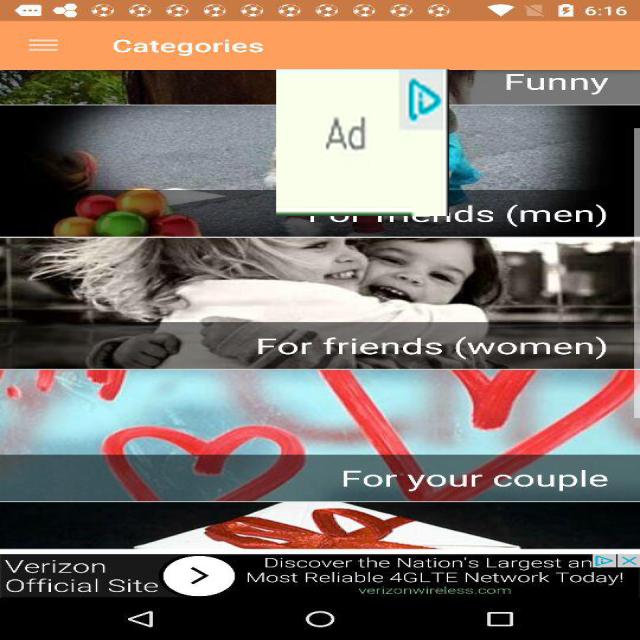 6:16
Categories
Funny
Ad
For friends (men)
For friends (women)
For your couple
Verizon
Official Site
Discover the Nation's Largest an
Most Reliable 4GLTE Network Today!
verizonwireless.com